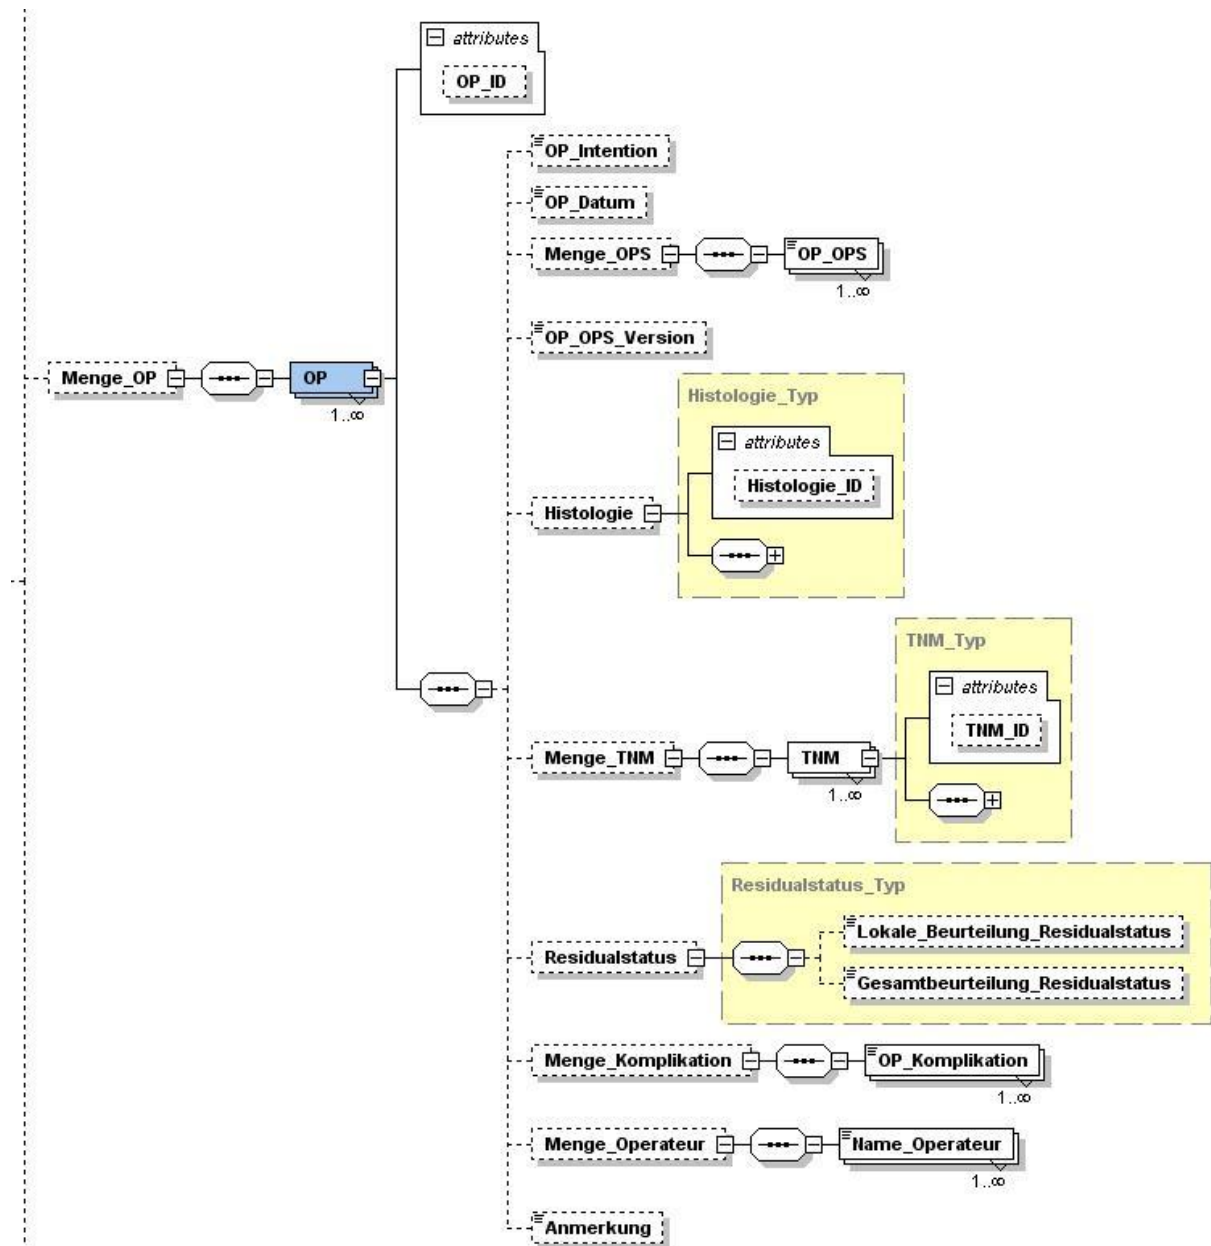 attributes
OP_ID
OP_Intention
OP_Datum
Menge_OPS
OP_OPS
1..∞
OP_OPS_Version
Menge_OP
OP
1..∞
Histologie_Typ
attributes
Histologie_ID
Histologie
TNM_Typ
attributes
TNM_ID
Menge_TNM
TNM
1..∞
Residualstatus_Typ
Lokale_Beurteilung_Residualstatus
Residualstatus
Gesamtbeurteilung_Residualstatus
Menge_Komplikation
OP_Komplikation
1..∞
Menge_Operateur
Name_Operateur
1..∞
Anmerkung